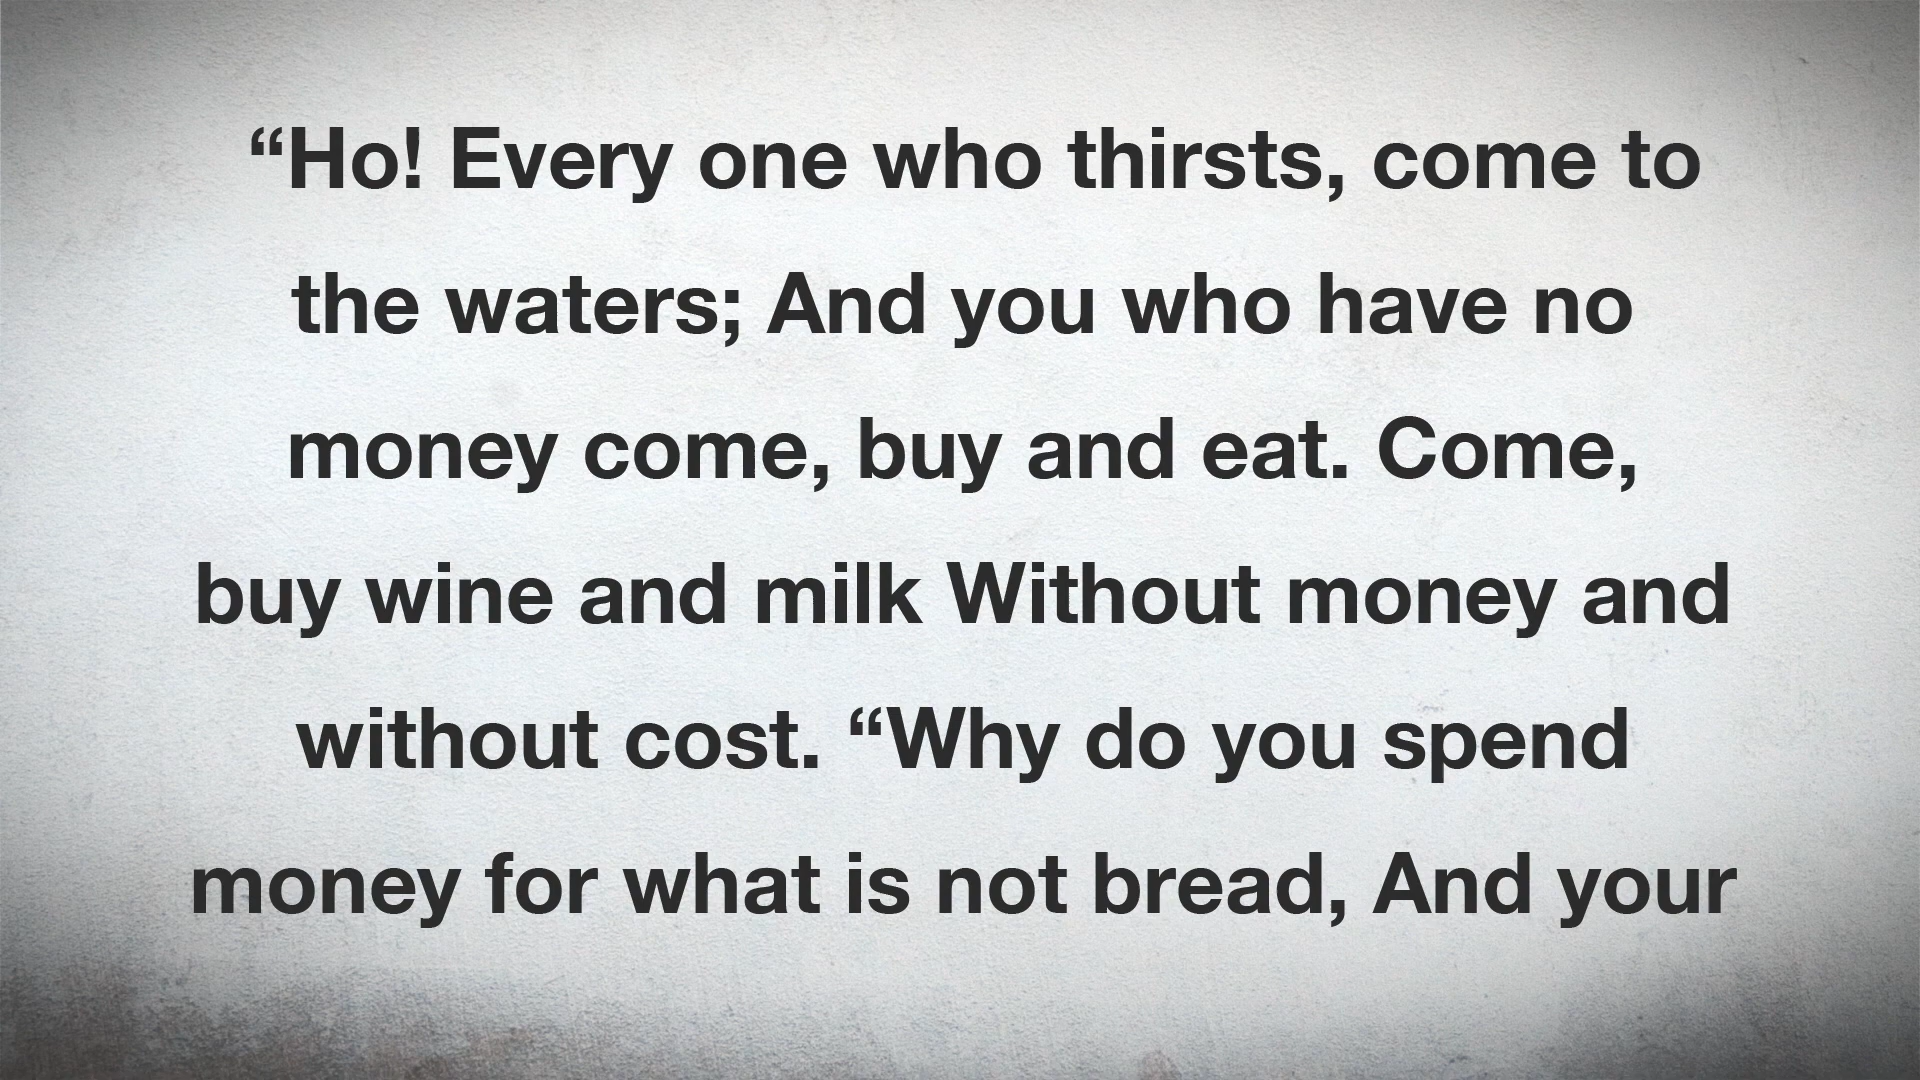 “Ho! Every one who thirsts, come to
the waters; And you who have no
money come, buy and eat. Come,
buy wine and milk Without money and
without cost. “Why do you spend
money for what is not bread, And your